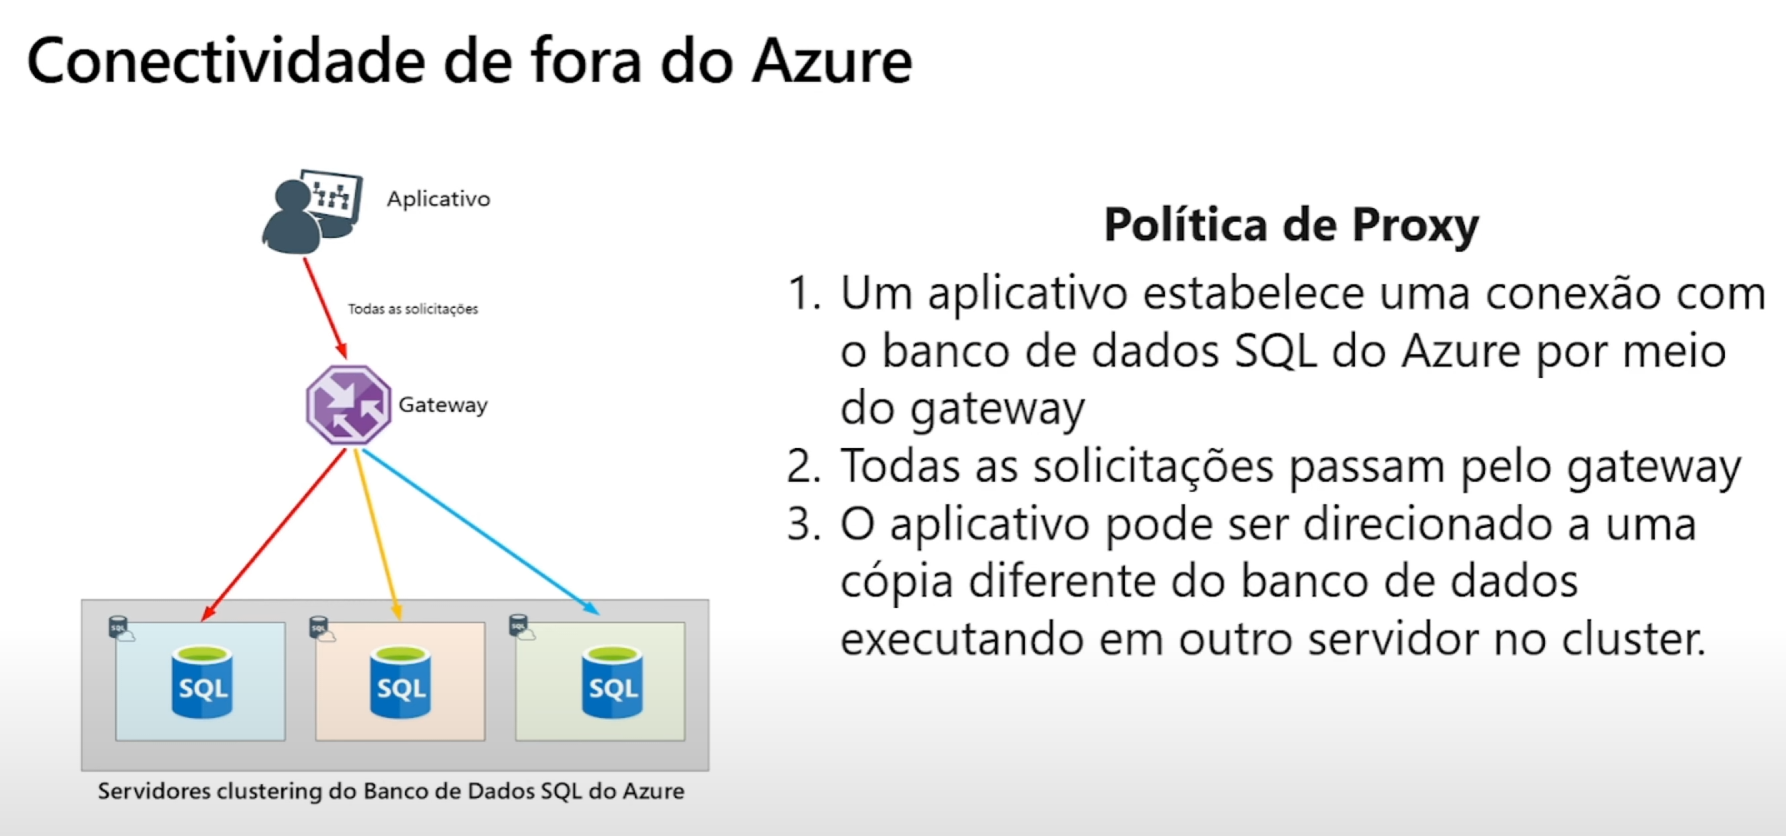 Conectividade de fora do Azure
Aplicativo
Todas as solicitações
Gateway
SQL
SQL
SQL
SQL
SQL
SQL
Servidores clustering do Banco de Dados SQL do Azure
Política de Proxy
1. Um aplicativo estabelece uma conexão com
o banco de dados SQL do Azure por meio
do gateway
2. Todas as solicitações passam pelo gateway
3. O aplicativo pode ser direcionado a uma
cópia diferente do banco de dados
executando em outro servidor no cluster.